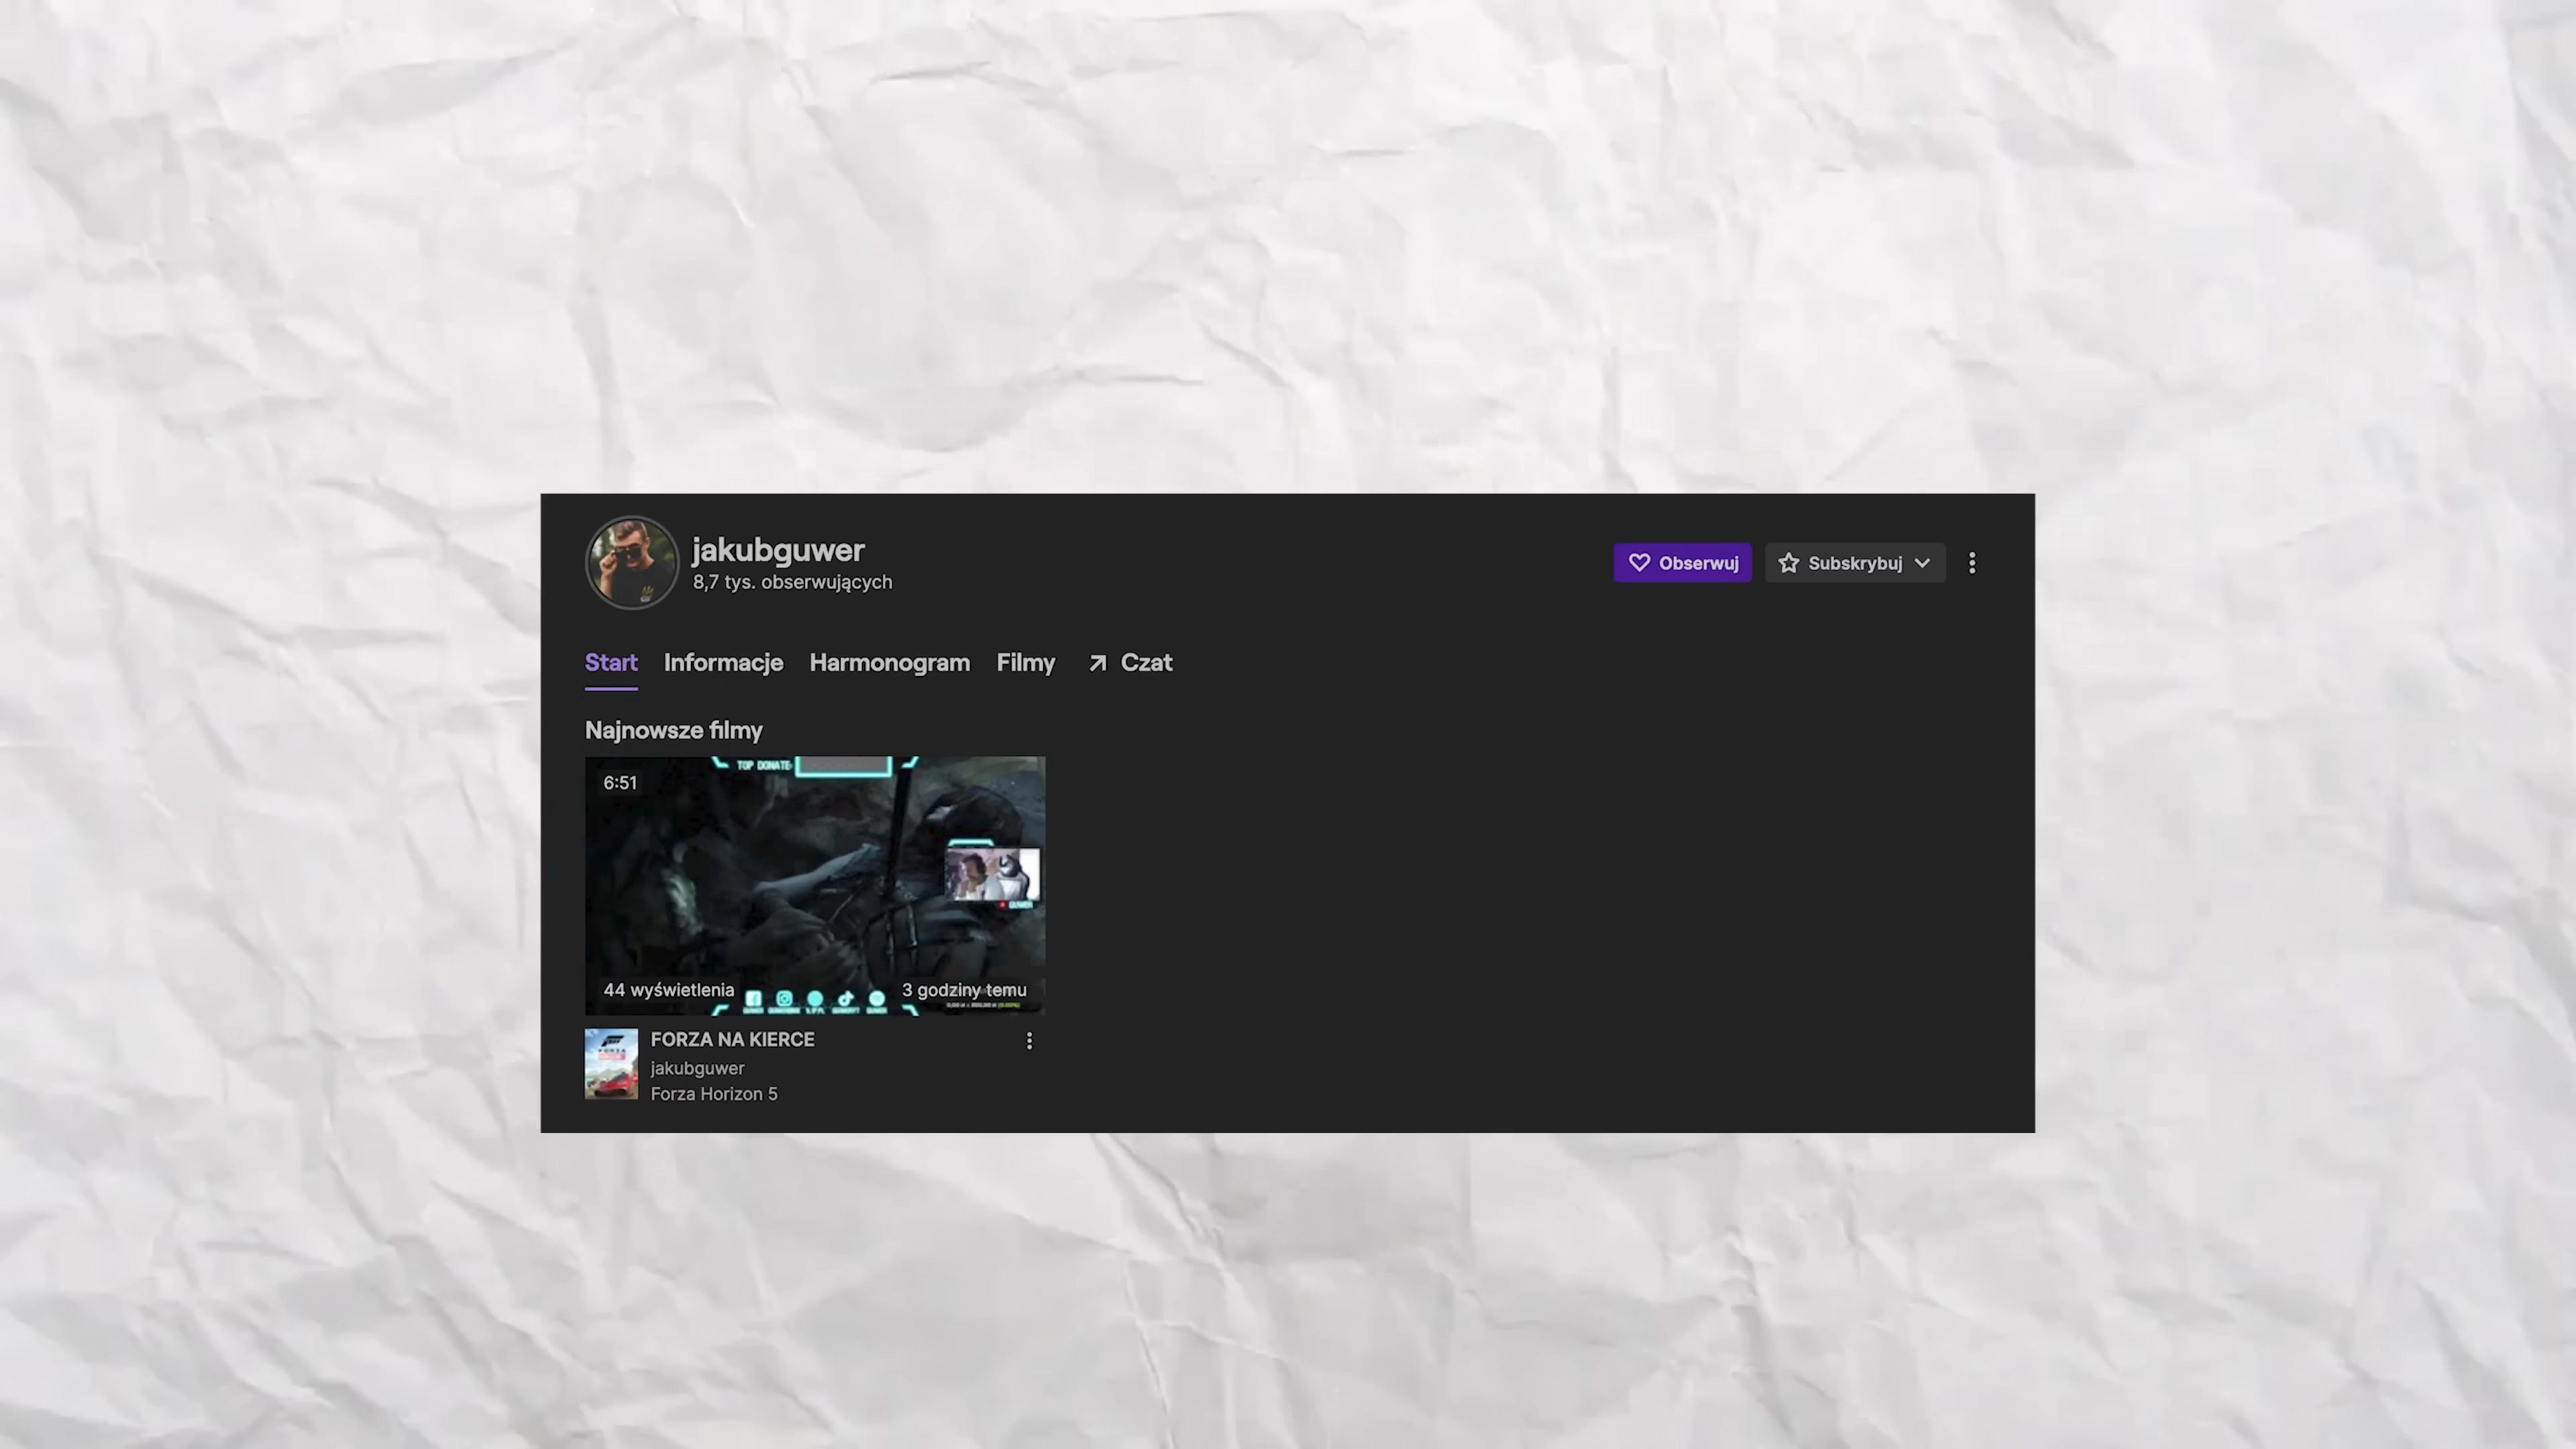 jakubguwer
8,7 tys. obserwujących
Obserwuj
Subskrybuj
Start
Informacje
Harmonogram
Filmy
Czat
Najnowsze filmy
TOP DONATE
6:51
GUWER
44 wyświetlenia
3 godziny temu
FORZA NA KIERCE
jakubguwer
Forza Horizon 5